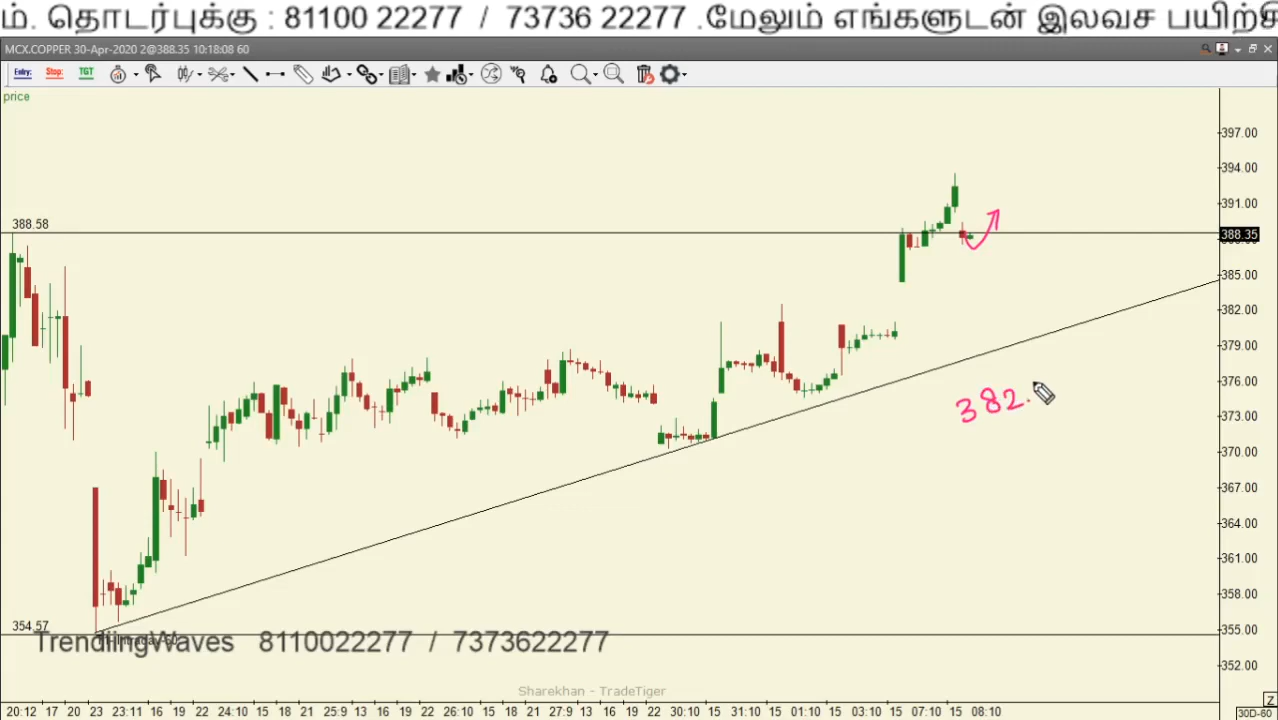 ம். தொடர்புக்கு : 81100 22277 / 73736 22277 .மேலும் எங்களுடன் இலவச பயிற்சி
MCX.COPPER 30-Apr-2020 2@388.35 10:18:08 60
Entry: Stop: TGT
price
397.00
394.00
391.00
388.58
388.35
385.00
382.00
379.00
376.00
382.
373.00
370.00
367.00
364.00
361.00
358.00
354.57
355.00
TrendiingWaves 8110022277 / 7373622277
352.00
Sharekhan - TradeTiger
Z
20:12 17 20 23 23:11 16 19 22 24:10 15 18 21 25:9 13 16 19 22 26:10 15 18 21 27:9 13 16 19 22 30:10 15 31:10 15 01:10 15 03:10 15 07:10 15 08:10
30D-60